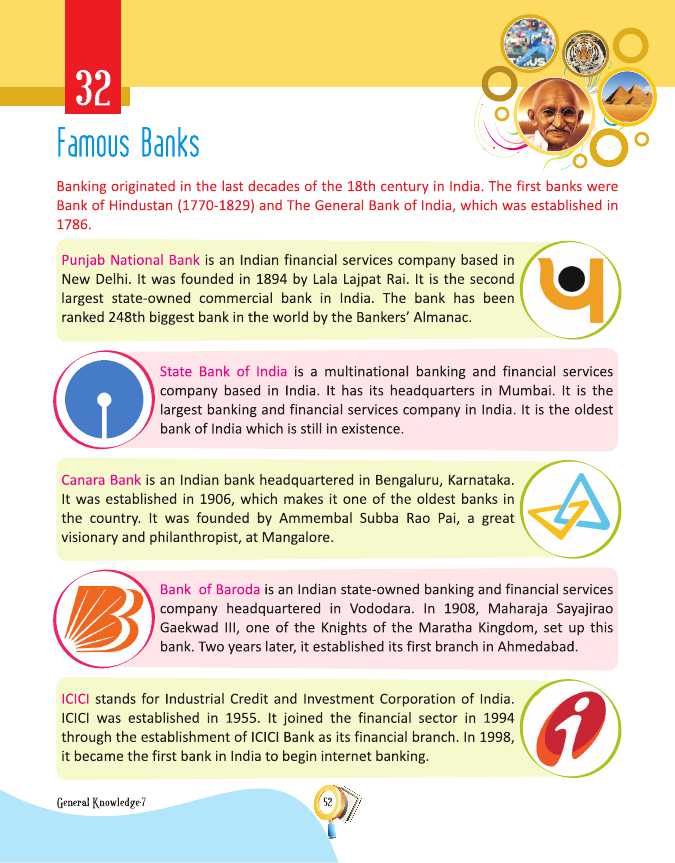 32
Famous Banks
Banking originated in the last decades of the 18th century in India. The first banks were
Bank of Hindustan (1770-1829) and The General Bank of India, which was established in
1786.
Punjab National Bank is an Indian financial services company based in
New Delhi. It was founded in 1894 by Lala Lajpat Rai. It is the second
largest state-owned commercial bank in India. The bank has been
ranked 248th biggest bank in the world by the Bankers’ Almanac.
State Bank of India is a multinational banking and financial services
company based in India. It has its headquarters in Mumbai. It is the
largest banking and financial services company in India. It is the oldest
bank of India which is still in existence.
Canara Bank is an Indian bank headquartered in Bengaluru, Karnataka.
It was established in 1906, which makes it one of the oldest banks in
the country. It was founded by Ammembal Subba Rao Pai, a great
visionary and philanthropist, at Mangalore.
Bank of Baroda is an Indian state-owned banking and financial services
company headquartered in Vododara. In 1908, Maharaja Sayajirao
Gaekwad III, one of the Knights of the Maratha Kingdom, set up this
bank. Two years later, it established its first branch in Ahmedabad.
ICICI stands for Industrial Credit and Investment Corporation of India.
ICICI was established in 1955. It joined the financial sector in 1994
through the establishment of ICICI Bank as its financial branch. In 1998,
it became the first bank in India to begin internet banking.
General Knowledge-7
52